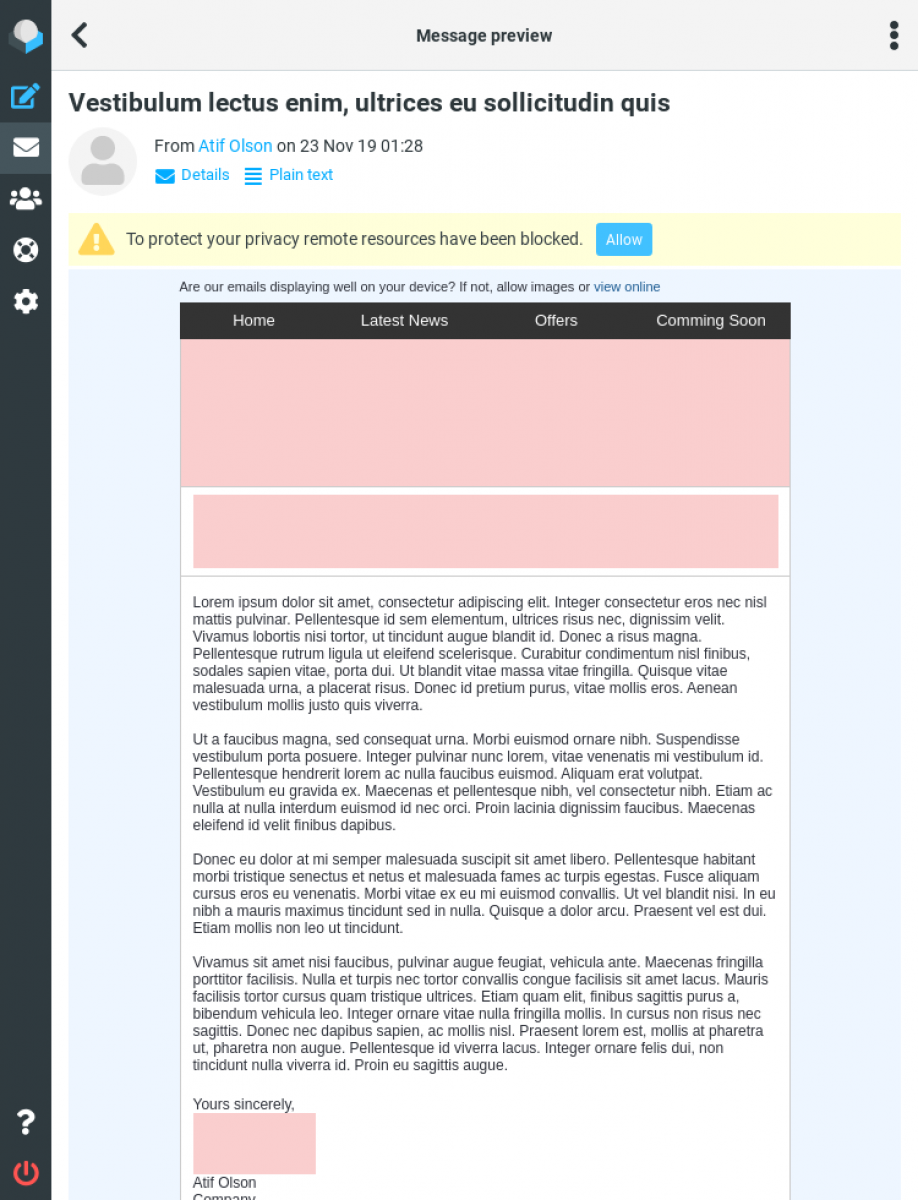 Message preview
Vestibulum lectus enim, ultrices eu sollicitudin quis
From Atif Olson on 23 Nov 19 01:28
Details Plain text
To protect your privacy remote resources have been blocked. Allow
Are our emails displaying well on your device? If not, allow images or view online
Home Latest News Offers Comming Soon
Lorem ipsum dolor sit amet, consectetur adipiscing elit. Integer consectetur eros nec nisl
mattis pulvinar. Pellentesque id sem elementum, ultrices risus nec, dignissim velit.
Vivamus lobortis nisi tortor, ut tincidunt augue blandit id. Donec a risus magna.
Pellentesque rutrum ligula ut eleifend scelerisque. Curabitur condimentum nisl finibus,
sodales sapien vitae, porta dui. Ut blandit vitae massa vitae fringilla. Quisque vitae
malesuada urna, a placerat risus. Donec id pretium purus, vitae mollis eros. Aenean
vestibulum mollis justo quis viverra.
Ut a faucibus magna, sed consequat urna. Morbi euismod ornare nibh. Suspendisse
vestibulum porta posuere. Integer pulvinar nunc lorem, vitae venenatis mi vestibulum id.
Pellentesque hendrerit lorem ac nulla faucibus euismod. Aliquam erat volutpat.
Vestibulum eu gravida ex. Maecenas et pellentesque nibh, vel consectetur nibh. Etiam ac
nulla at nulla interdum euismod id nec orci. Proin lacinia dignissim faucibus. Maecenas
eleifend id velit finibus dapibus.
Donec eu dolor at mi semper malesuada suscipit sit amet libero. Pellentesque habitant
morbi tristique senectus et netus et malesuada fames ac turpis egestas. Fusce aliquam
cursus eros eu venenatis. Morbi vitae ex eu mi euismod convallis. Ut vel blandit nisi. In eu
nibh a mauris maximus tincidunt sed in nulla. Quisque a dolor arcu. Praesent vel est dui.
Etiam mollis non leo ut tincidunt.
Vivamus sit amet nisi faucibus, pulvinar augue feugiat, vehicula ante. Maecenas fringilla
porttitor facilisis. Nulla et turpis nec tortor convallis congue facilisis sit amet lacus. Mauris
facilisis tortor cursus quam tristique ultrices. Etiam quam elit, finibus sagittis purus a,
bibendum vehicula leo. Integer ornare vitae nulla fringilla mollis. In cursus non risus nec
sagittis. Donec nec dapibus sapien, ac mollis nisl. Praesent lorem est, mollis at pharetra
ut, pharetra non augue. Pellentesque id viverra lacus. Integer ornare felis dui, non
tincidunt nulla viverra id. Proin eu sagittis augue.
Yours sincerely,
Atif Olson
Company